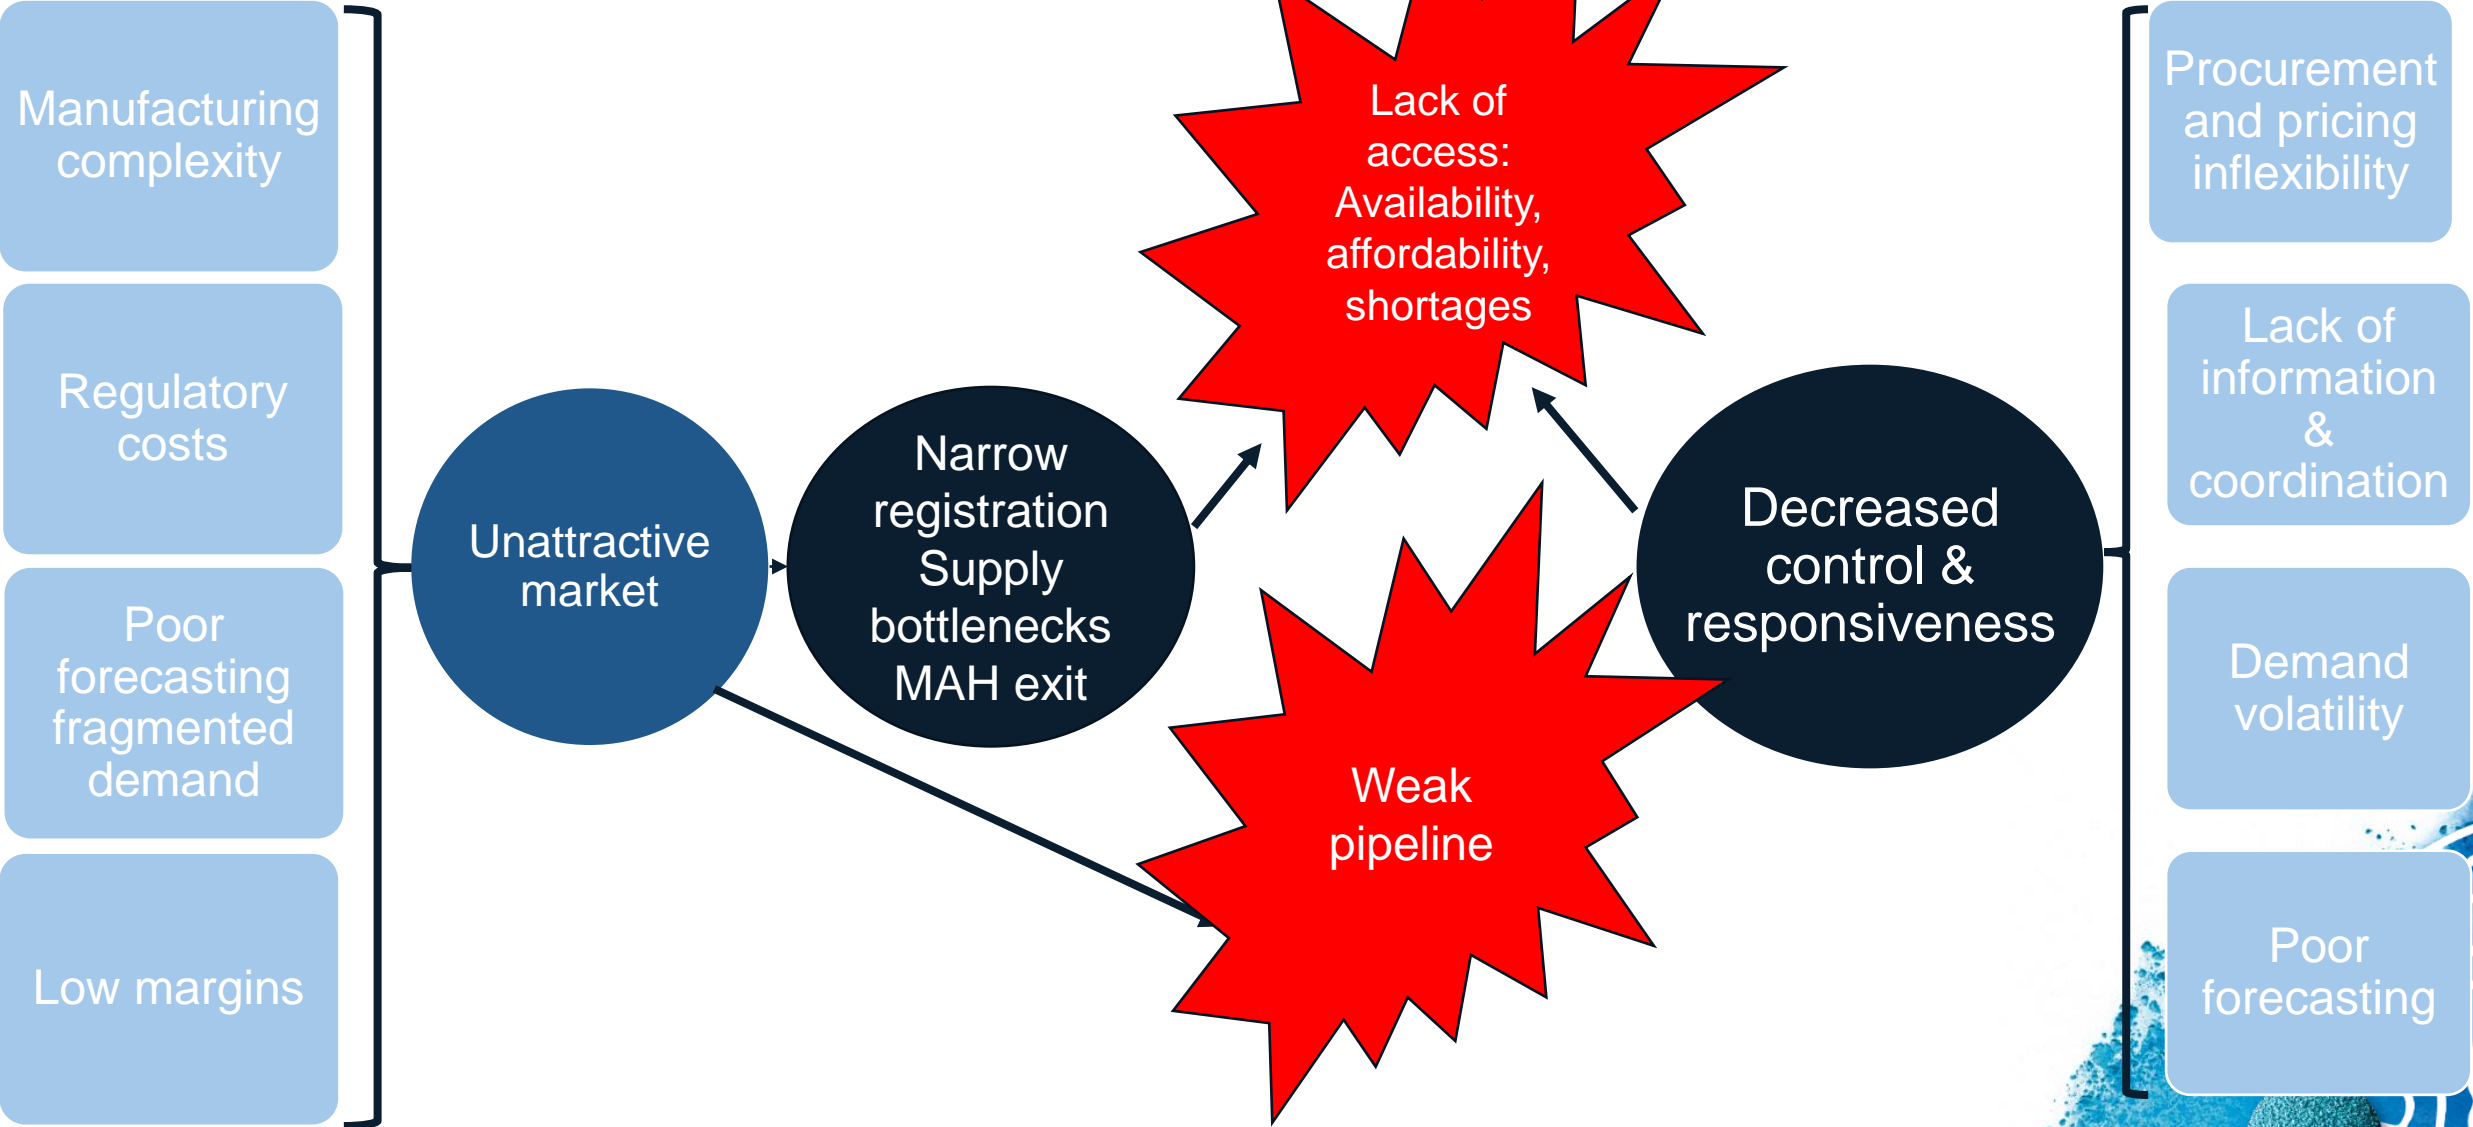 Manufacturing
complexity
Regulatory
costs
Poor
forecasting
fragmented
demand
Low margins
Unattractive
market
Narrow
registration
Supply
bottlenecks
MAH exit
Lack of
access:
Availability,
affordability,
shortages
Weak
pipeline
Decreased
control &
responsiveness
Procurement
and pricing
inflexibility
Lack of
information
&
coordination
Demand
volatility
Poor
forecasting